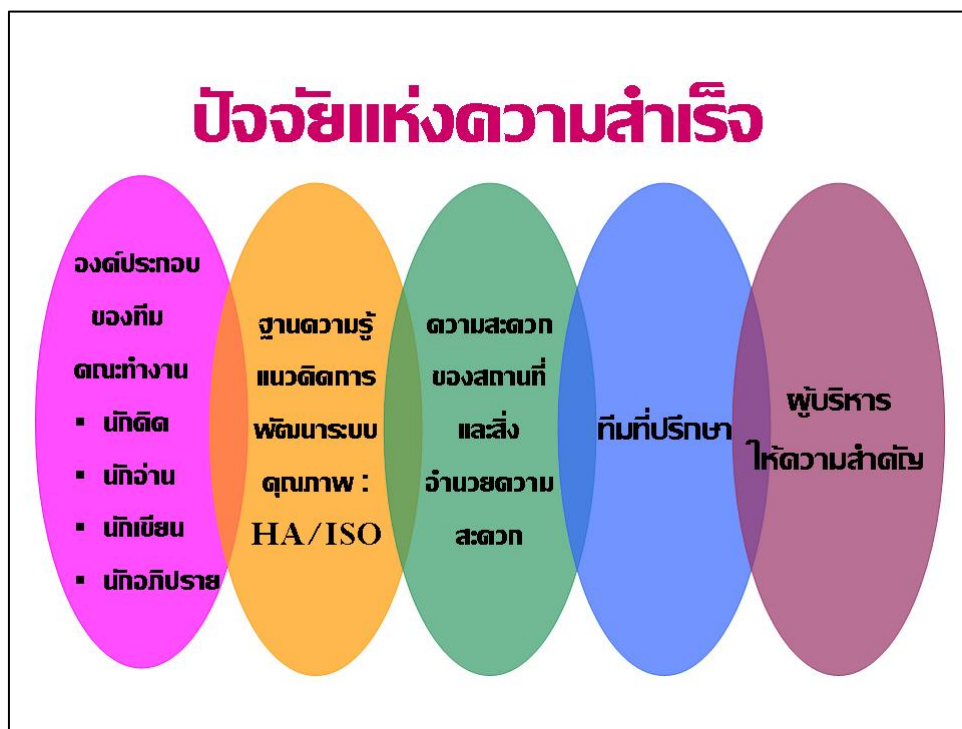 ปัจจัยแห่งความสำเร็จ
องค์ประกอบ
ของทีม
คณะทำงาน
▪ นักคิด
▪ นักอ่าน
▪ นักเขียน
▪ นักอภิปราย
ฐานความรู้
แนวคิดการ
พัฒนาระบบ
คุณภาพ :
HA/ISO
ความสะดวก
ของสถานที่
และสิ่ง
อำนวยความ
สะดวก
ทีมที่ปรึกษา
ผู้บริหาร
ให้ความสำคัญ